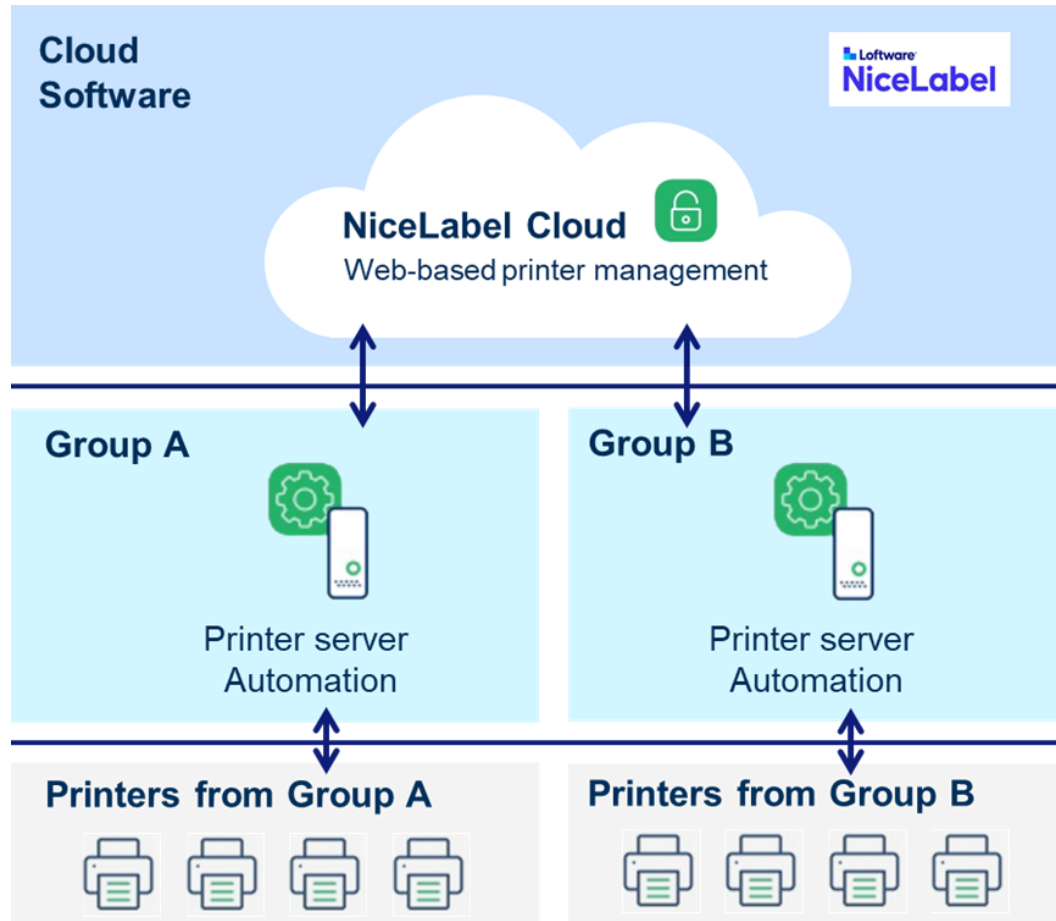 Cloud
Software
Loftware
NiceLabel
NiceLabel Cloud
Web-based printer management
Group A
Printer server
Automation
Group B
Printer server
Automation
Printers from Group A
Printers from Group B